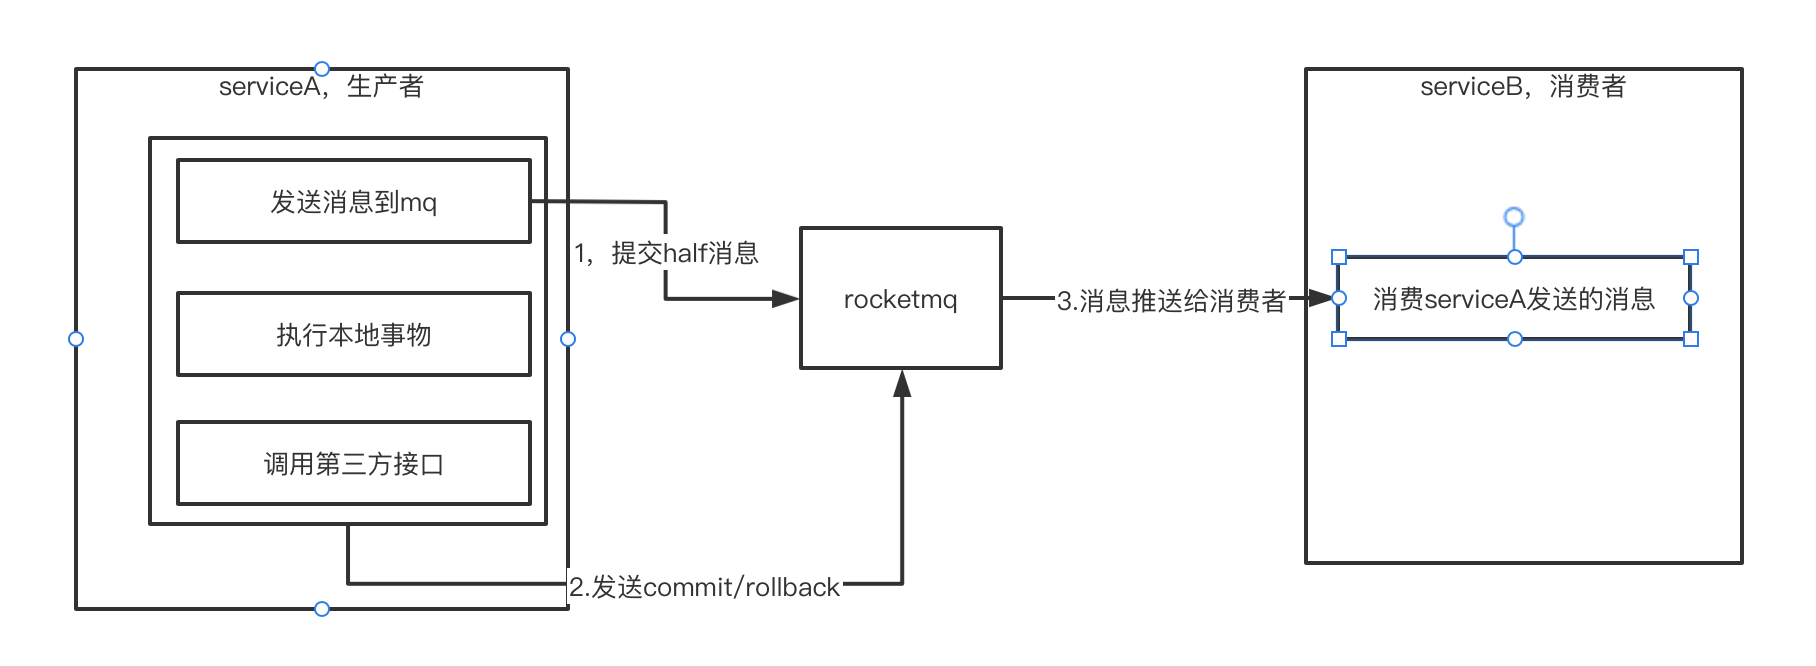 serviceA，生产者
发送消息到mq
执行本地事物
调用第三方接口
1，提交half消息
2.发送commit/rollback
rocketmq
3.消息推送给消费者
serviceB，消费者
消费serviceA发送的消息